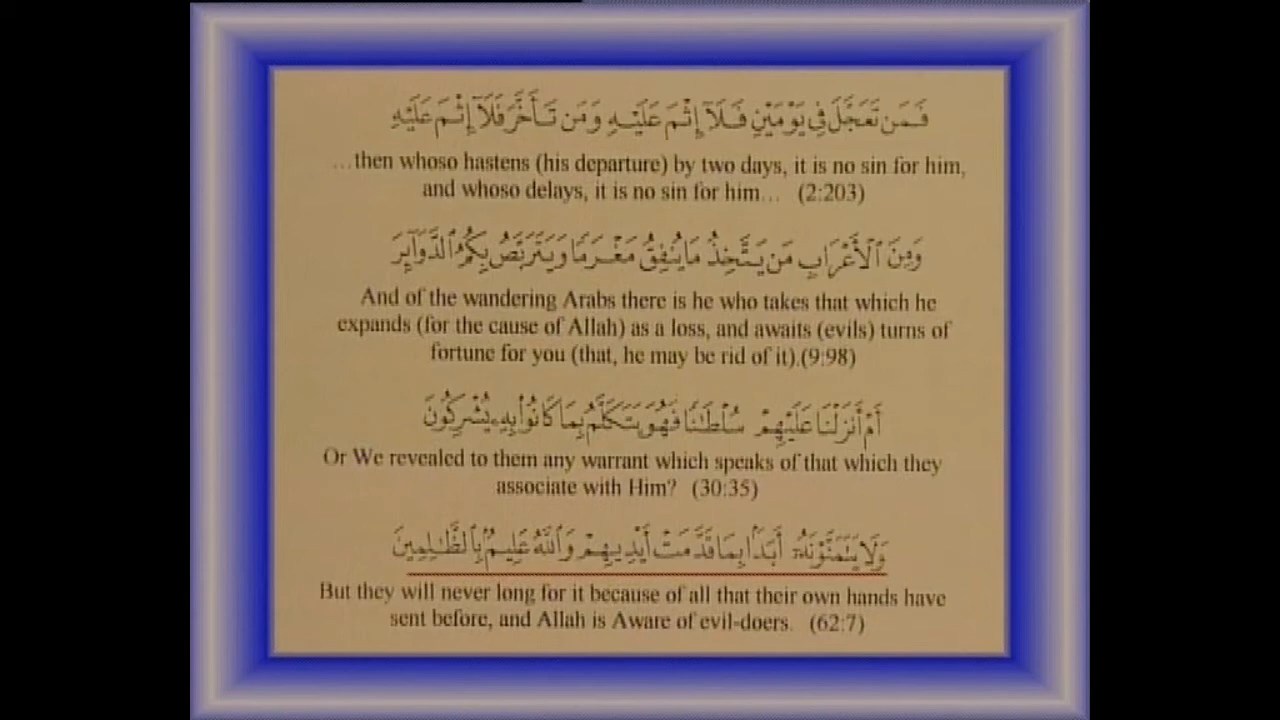 فَمَن تَعَجَّلَ فِي يَوْمَيْنِ فَلَآ إِثْمَ عَلَيْهِ وَمَن تَأَخَّرَ فَلَآ إِثْمَ عَلَيْهِ
…then whoso hastens (his departure) by two days, it is no sin for him,
and whoso delays, it is no sin for him… (2:203)
وَمِنَ ٱلْأَعْرَابِ مَن يَتَّخِذُ مَا يُنفِقُ مَغْرَمًا وَيَتَرَبَّصُ بِكُمُ ٱلدَّوَآئِرَ
And of the wandering Arabs there is he who takes that which he
expands (for the cause of Allah) as a loss, and awaits (evils) turns of
fortune for you (that, he may be rid of it).(9:98)
أَمْ أَنزَلْنَا عَلَيْهِمْ سُلْطَٰنًا فَهُوَ يَتَكَلَّمُ بِمَا كَانُوا۟ بِهِۦ يُشْرِكُونَ
Or We revealed to them any warrant which speaks of that which they
associate with Him? (30:35)
وَلَا يَتَمَنَّوْنَهُۥٓ أَبَدًۢا بِمَا قَدَّمَتْ أَيْدِيهِمْ وَٱللَّهُ عَلِيمٌۢ بِٱلظَّٰلِمِينَ
But they will never long for it because of all that their own hands have
sent before, and Allah is Aware of evil-doers. (62:7)